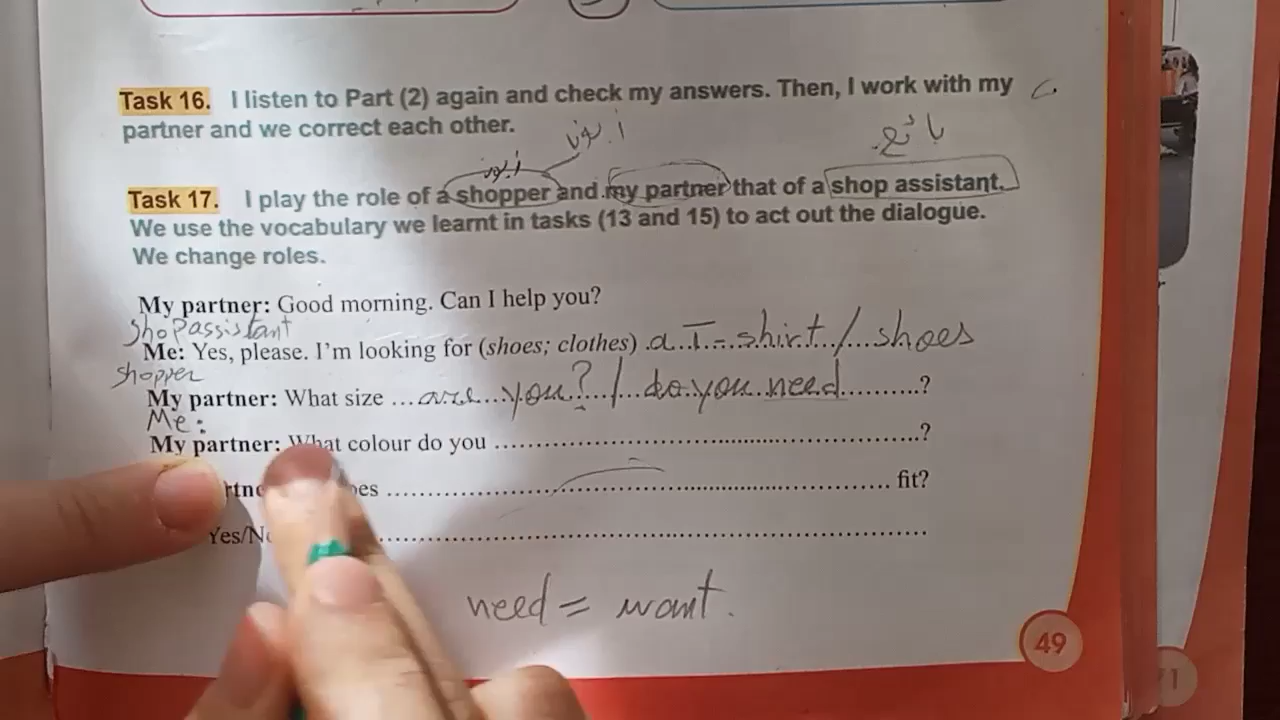 Task 16. I listen to Part (2) again and check my answers. Then, I work with my
partner and we correct each other.
بائع
Task 17. I play the role of a shopper and my partner that of a shop assistant.
We use the vocabulary we learnt in tasks (13 and 15) to act out the dialogue.
We change roles.
My partner: Good morning. Can I help you?
Shop assistant
Me: Yes, please. I'm looking for (shoes; clothes) a T-shirt / shoes
Shopper
My partner: What size ... are you? / do you need ..........?
Me:
My partner: What colour do you ..........?
.......... fit?
Yes/No ..........
need = want.
49
71